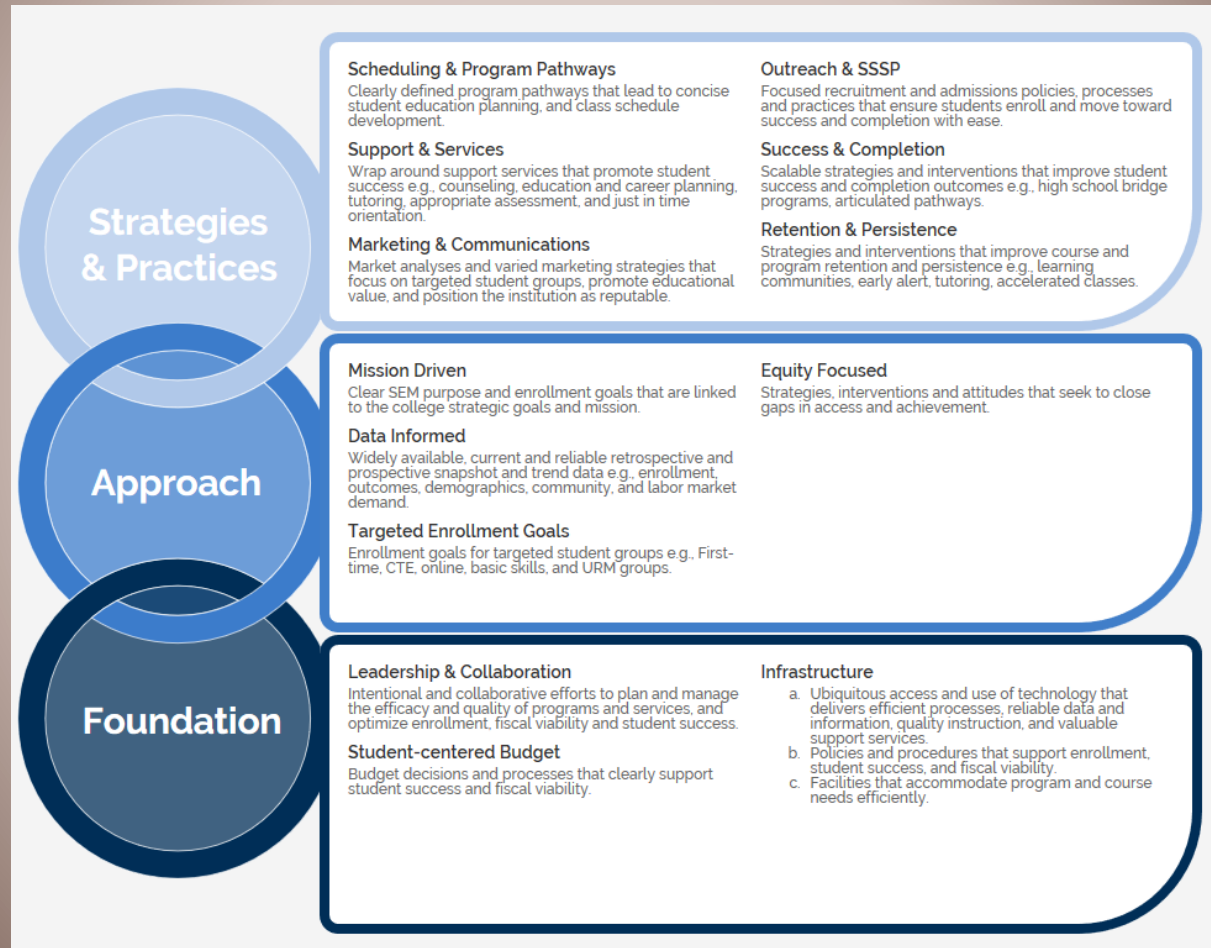 Strategies
& Practices
Scheduling & Program Pathways
Clearly defined program pathways that lead to concise
student education planning, and class schedule
development.
Support & Services
Wrap around support services that promote student
success e.g., counseling, education and career planning,
tutoring, appropriate assessment, and just in time
orientation.
Marketing & Communications
Market analyses and varied marketing strategies that
focus on targeted student groups, promote educational
value, and position the institution as reputable.
Outreach & SSSP
Focused recruitment and admissions policies, processes
and practices that ensure students enroll and move toward
success and completion with ease.
Success & Completion
Scalable strategies and interventions that improve student
success and completion outcomes e.g., high school bridge
programs, articulated pathways.
Retention & Persistence
Strategies and interventions that improve course and
program retention and persistence e.g., learning
communities, early alert, tutoring, accelerated classes.
Approach
Mission Driven
Clear SEM purpose and enrollment goals that are linked
to the college strategic goals and mission.
Data Informed
Widely available, current and reliable retrospective and
prospective snapshot and trend data e.g., enrollment,
outcomes, demographics, community, and labor market
demand.
Targeted Enrollment Goals
Enrollment goals for targeted student groups e.g., First-
time, CTE, online, basic skills, and URM groups.
Equity Focused
Strategies, interventions and attitudes that seek to close
gaps in access and achievement.
Foundation
Leadership & Collaboration
Intentional and collaborative efforts to plan and manage
the efficacy and quality of programs and services, and
optimize enrollment, fiscal viability and student success.
Student-centered Budget
Budget decisions and processes that clearly support
student success and fiscal viability.
Infrastructure
a. Ubiquitous access and use of technology that
delivers efficient processes, reliable data and
information, quality instruction, and valuable
support services.
b. Policies and procedures that support enrollment,
student success, and fiscal viability.
c. Facilities that accommodate program and course
needs efficiently.